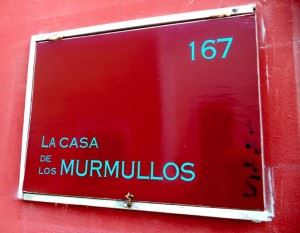 167
LA CASA
DE
LOS MURMULLOS